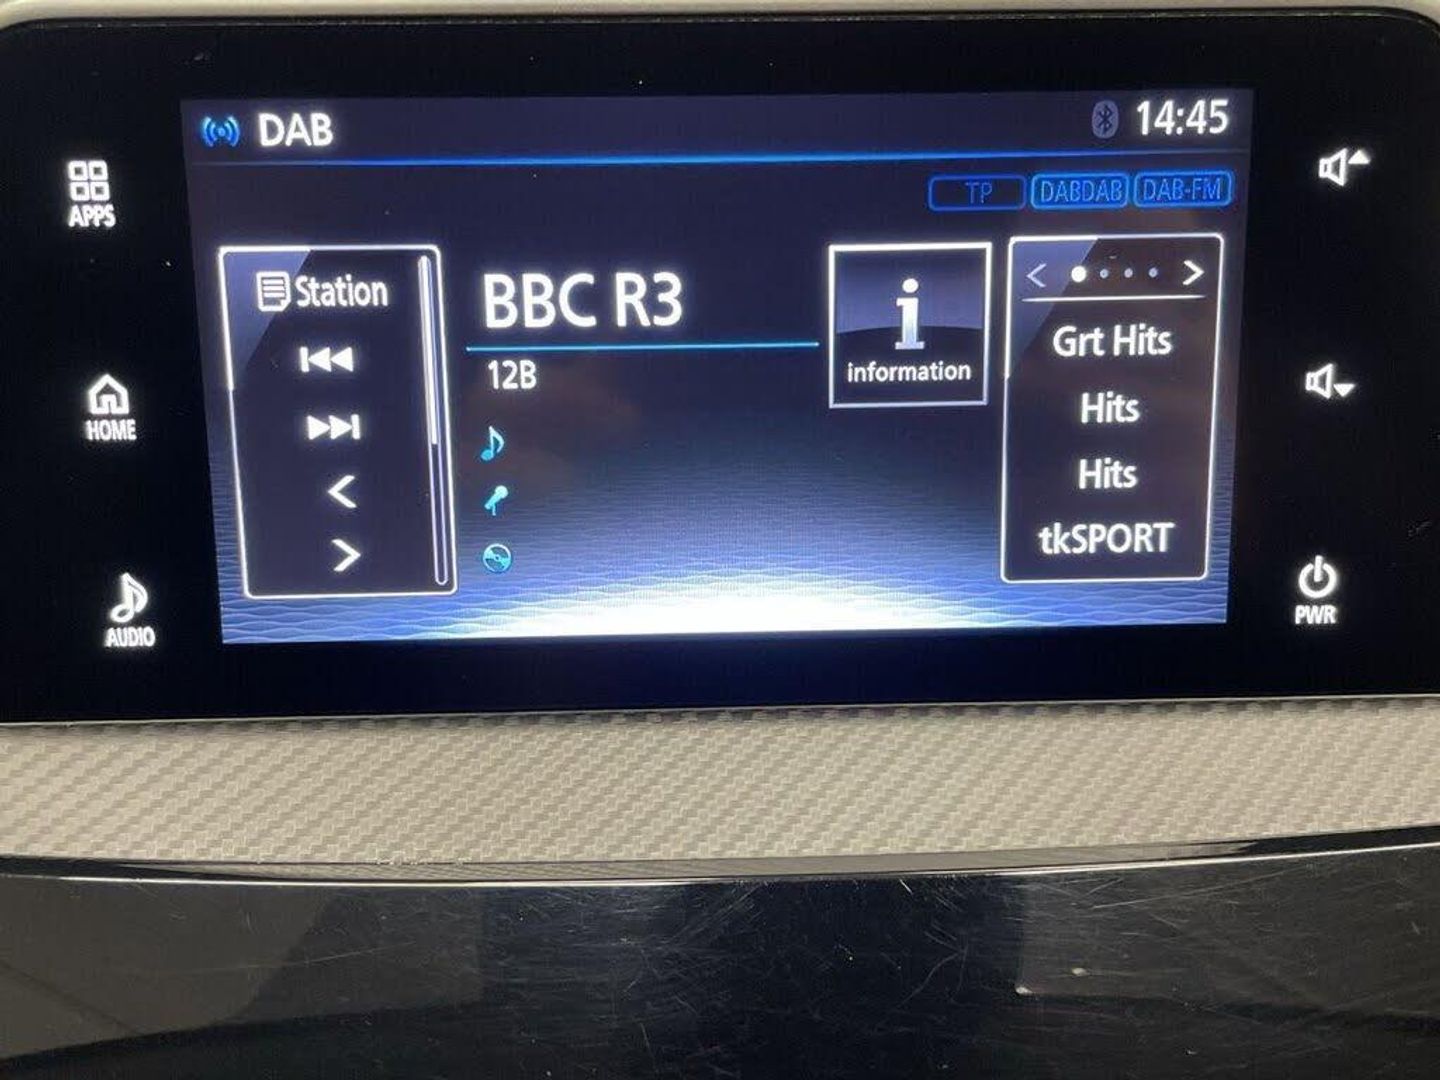 DAB
14:45
APPS
TP DABDAB DAB-FM
Station
BBC R3
12B
information
Grt Hits
Hits
Hits
tkSPORT
HOME
AUDIO
PWR